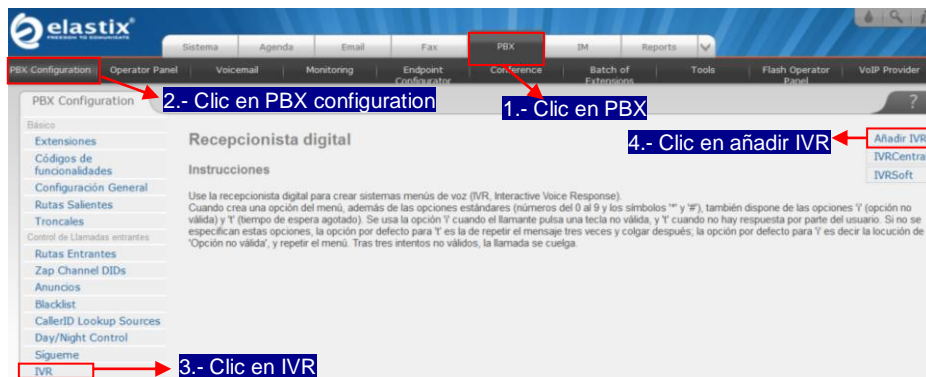 elastix
FREEDOM TO COMMUNICATE
Sistema Agenda Email Fax PBX IM Reports
PBX Configuration Operator Panel Voicemail Monitoring Endpoint Configurator Conference Batch of Extensions Tools Flash Operator Panel VoIP Provider
PBX Configuration
2.- Clic en PBX configuration
1.- Clic en PBX
?
Básico
Extensiones
Códigos de
funcionalidades
Configuración General
Rutas Salientes
Troncales
Control de Llamadas entrantes
Rutas Entrantes
Zap Channel DIDs
Anuncios
Blacklist
CallerID Lookup Sources
Day/Night Control
Sigueme
IVR
3.- Clic en IVR
Recepcionista digital
4.- Clic en añadir IVR
Añadir IVR
IVRCentra
IVRSoft
Instrucciones
Use la recepcionista digital para crear sistemas menús de voz (IVR, Interactive Voice Response).
Cuando crea una opción del menú, además de las opciones estándares (números del 0 al 9 y los símbolos '*' y '#'), también dispone de las opciones 'i' (opción no
válida) y 't' (tiempo de espera agotado). Se usa la opción 'i' cuando el llamante pulsa una tecla no válida, y 't' cuando no hay respuesta por parte del usuario. Si no se
especifican estas opciones, la opción por defecto para 't' es la de repetir el mensaje tres veces y colgar después; la opción por defecto para 'i' es decir la locución de
'Opción no válida', y repetir el menú. Tras tres intentos no válidos, la llamada se cuelga.